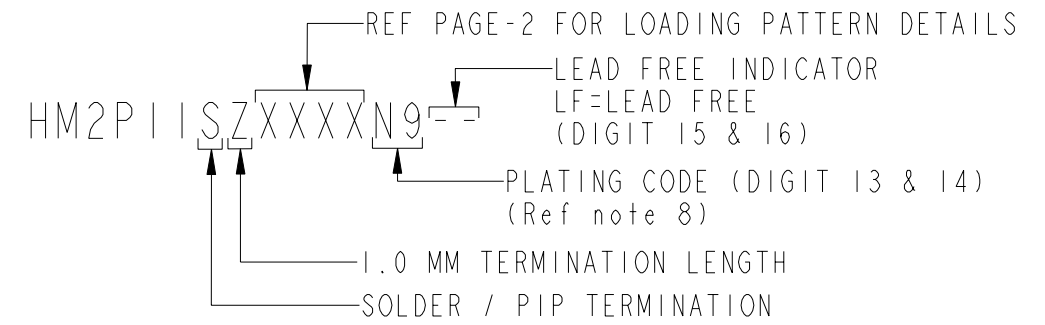 REF PAGE-2 FOR LOADING PATTERN DETAILS
LEAD FREE INDICATOR
LF=LEAD FREE
(DIGIT 15 & 16)
HM2P11SZXXXXN9--
PLATING CODE (DIGIT 13 & 14)
(Ref note 8)
1.0 MM TERMINATION LENGTH
SOLDER / PIP TERMINATION